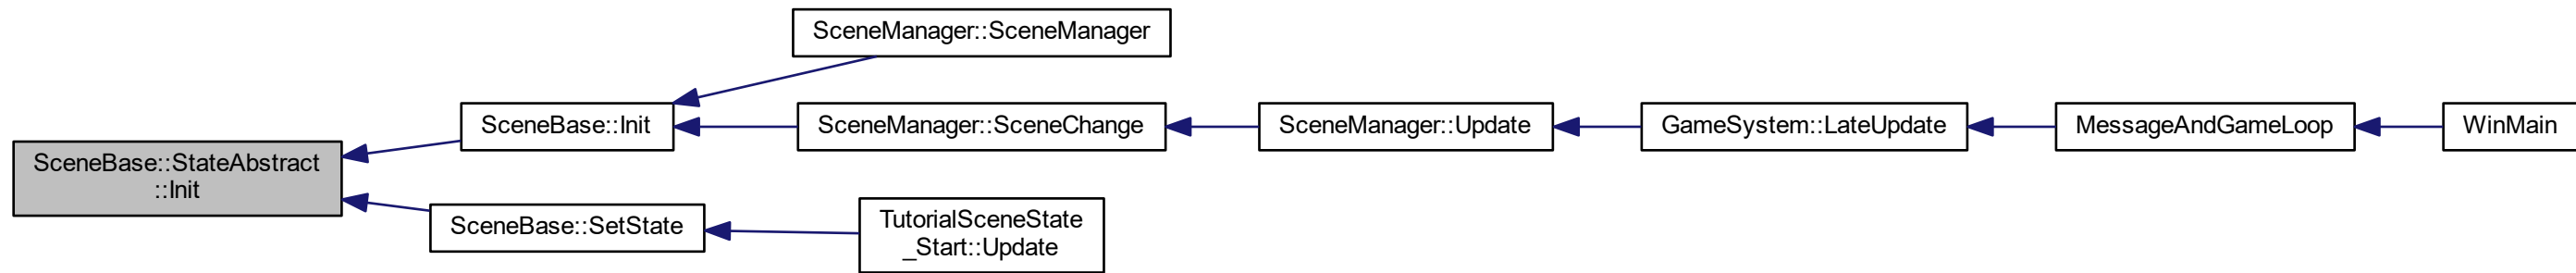 SceneManager::SceneManager
SceneBase::Init
SceneManager::SceneChange
SceneManager::Update
GameSystem::LateUpdate
MessageAndGameLoop
WinMain
SceneBase::StateAbstract
::Init
SceneBase::SetState
TutorialSceneState
_Start::Update